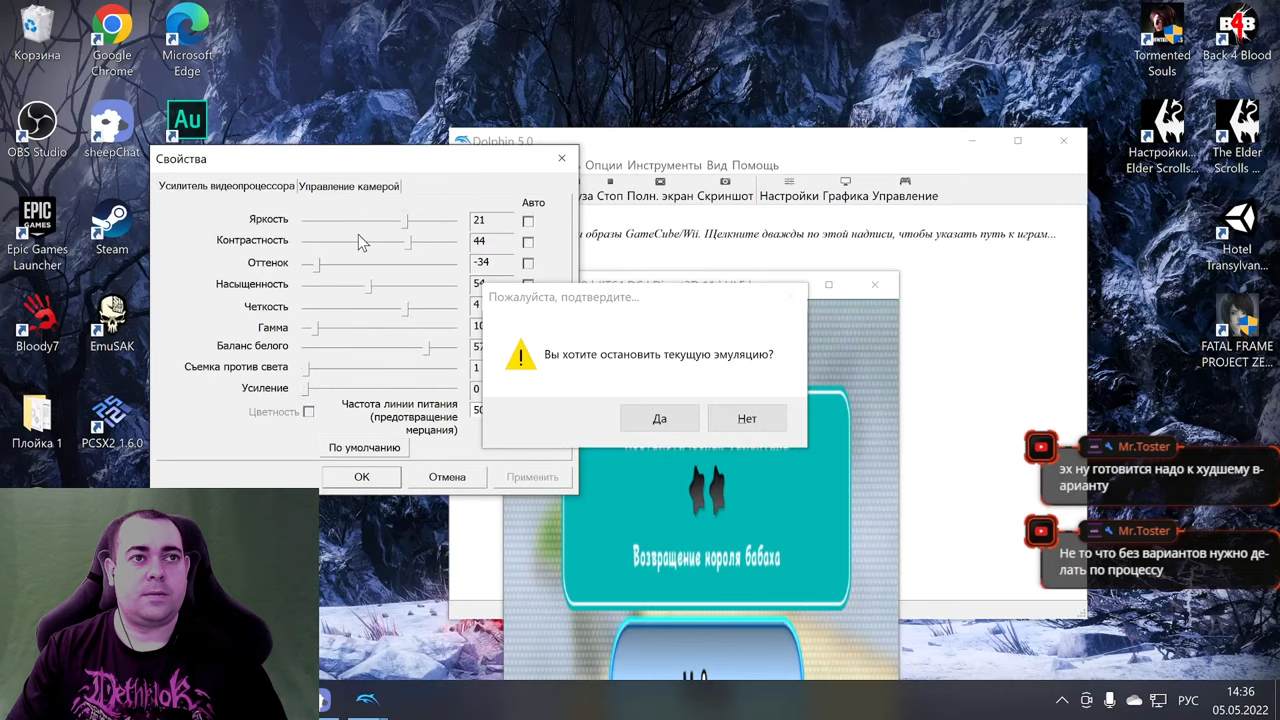 Корзина
Google
Chrome
Microsoft
Edge
OBS Studio
sheepChat
Au
Epic Games
Launcher
Steam
Bloody7
EmuSAK
Плойка 1
PCSX2_1.6.0
Tormented
Souls
B4B
Back 4 Blood
Настройки...
Elder Scrolls...
The Elder
Scrolls ...
Hotel
Transylvan...
FATAL FRAME
PROJECT ZE...
Dolphin 5.0
Опции Инструменты Вид Помощь
Стоп Полн. экран Скриншот Настройки Графика Управление
образы GameCube/Wii. Щелкните дважды по этой надписи, чтобы указать путь к играм...
Свойства
Усилитель видеопроцессора
Управление камерой
Авто
Яркость 21
Контрастность 44
Оттенок -34
Насыщенность
Четкость
Гамма
Баланс белого
Съемка против света 1
Усиление 0
Цветность
Частота линии питания
(предотвращение
мерцания)
По умолчанию
ОК
Отмена
Применить
Пожалуйста, подтвердите...
Вы хотите остановить текущую эмуляцию?
Да
Нет
Возвращение короля бабаха
Mr.Toster
эх ну готовится надо к худшему в-
арианту
Mr.Toster
Не то что без вариантов нужно де-
лать по процессу
Dethklok
РУС
14:36
05.05.2022